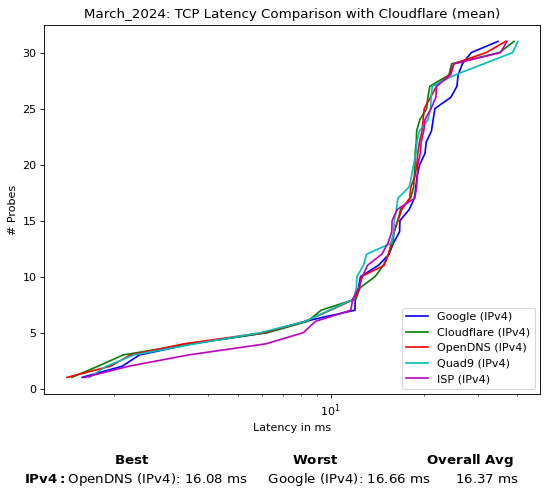 March_2024: TCP Latency Comparison with Cloudflare (mean)
30
25
20
15
10
5
0
# Probes
10¹
Latency in ms
Google (IPv4)
Cloudflare (IPv4)
OpenDNS (IPv4)
Quad9 (IPv4)
ISP (IPv4)
Best Worst Overall Avg
IPv4: OpenDNS (IPv4): 16.08 ms Google (IPv4): 16.66 ms 16.37 ms